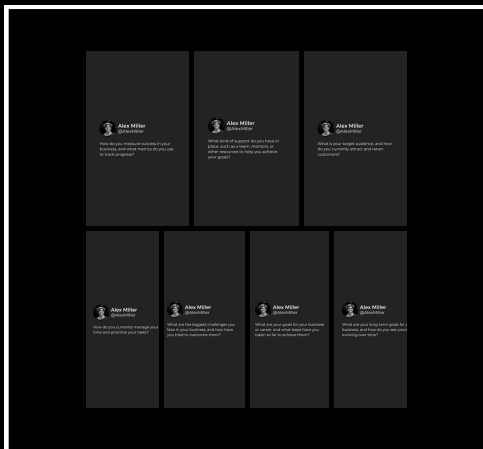 Alex Miller
@AlexMiller
How do you measure success in your
business, and what metrics do you use
to track progress?
Alex Miller
@AlexMiller
What kind of support do you have in
place, such as a team, mentors, or
other resources to help you achieve
your goals?
Alex Miller
@AlexMiller
What is your target audience, and how
do you currently attract and retain
customers?
Alex Miller
@AlexMiller
How do you currently manage your
time and prioritize your tasks?
Alex Miller
@AlexMiller
What are the biggest challenges you
face in your business, and how have
you tried to overcome them?
Alex Miller
@AlexMiller
What are your goals for your business
or career, and what steps have you
taken so far to achieve them?
Alex Miller
@AlexMiller
What are your long-term goals for
business, and how do you see your
evolving over time?